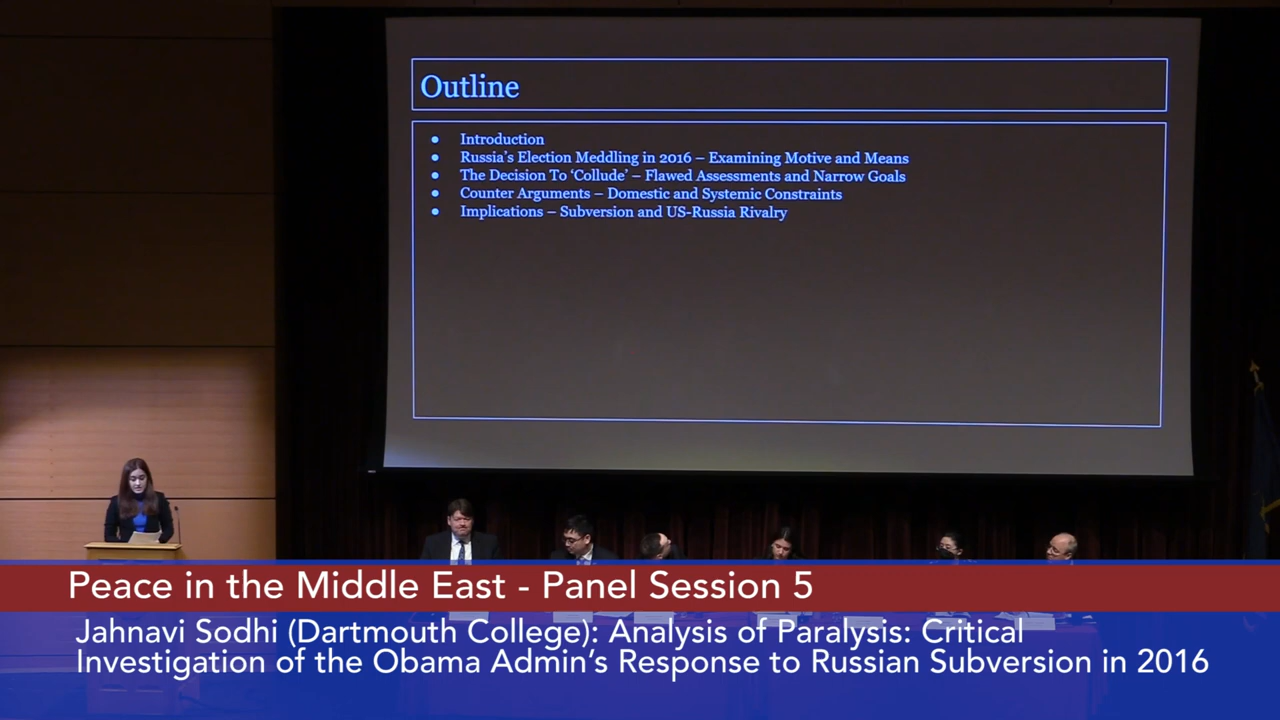 Outline
Introduction
Russia's Election Meddling in 2016 – Examining Motive and Means
The Decision To 'Collude' – Flawed Assessments and Narrow Goals
Counter Arguments – Domestic and Systemic Constraints
Implications – Subversion and US-Russia Rivalry
Peace in the Middle East - Panel Session 5
Jahnavi Sodhi (Dartmouth College): Analysis of Paralysis: Critical
Investigation of the Obama Admin's Response to Russian Subversion in 2016